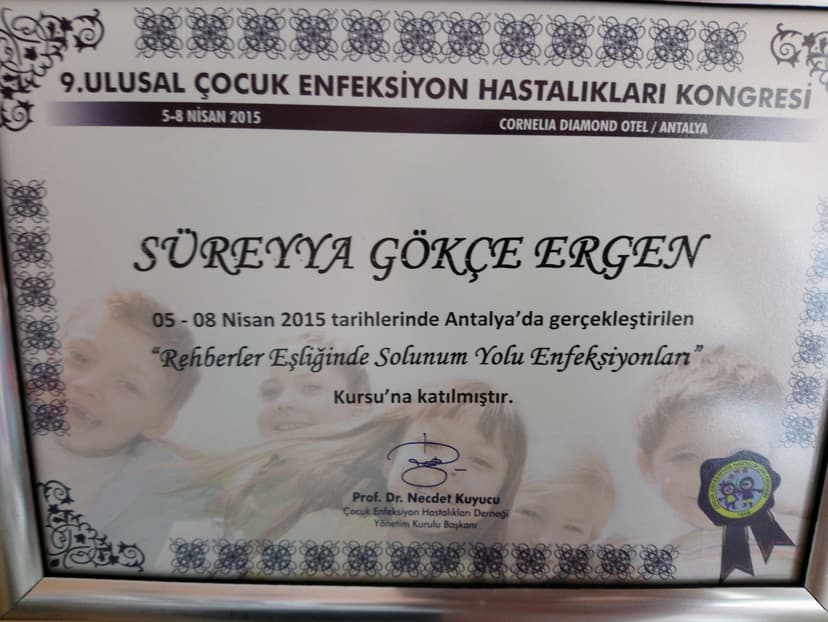 9.ULUSAL ÇOCUK ENFEKSİYON HASTALIKLARI KONGRESİ
5-8 NİSAN 2015
CORNELIA DIAMOND OTEL / ANTALYA
SÜREYYA GÖKÇE ERGEN
05 - 08 Nisan 2015 tarihlerinde Antalya'da gerçekleştirilen
"Rehberler Eşliğinde Solunum Yolu Enfeksiyonları"
Kursu'na katılmıştır.
Prof. Dr. Necdet Kuyucu
Çocuk Enfeksiyon Hastalıkları Derneği
Yönetim Kurulu Başkanı